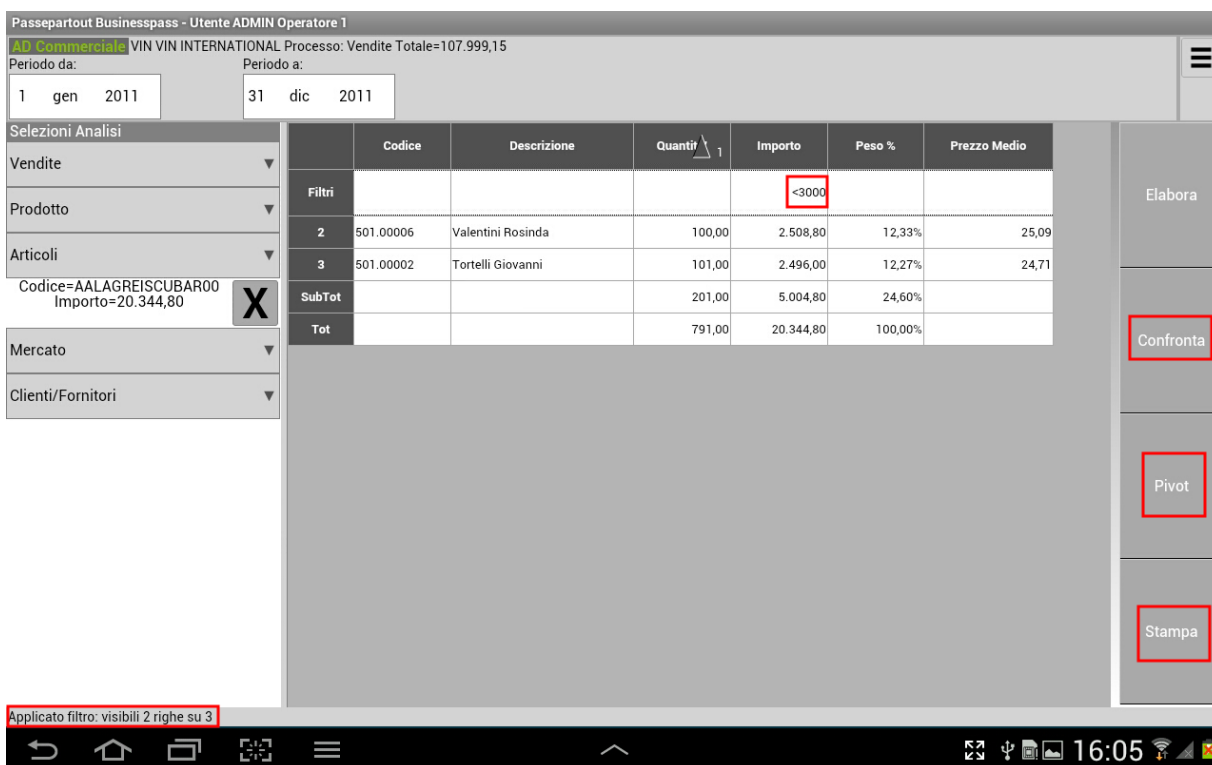 Passepartout Businesspass - Utente ADMIN Operatore 1
AD Commerciale VIN VIN INTERNATIONAL Processo: Vendite Totale=107.999,15
Periodo da: Periodo a:
1 gen 2011 31 dic 2011
Selezioni Analisi
Vendite
Prodotto
Articoli
Codice=AALAGREISCUBAR00
Importo=20.344,80
X
Mercato
Clienti/Fornitori
Codice Descrizione 1 Importo Peso % Prezzo Medio
Filtri <3000
2 501.00006 Valentini Rosinda 100,00 2.508,80 12,33% 25,09
3 501.00002 Tortelli Giovanni 101,00 2.496,00 12,27% 24,71
SubTot 201,00 5.004,80 24,60%
Tot 791,00 20.344,80 100,00%
Elabora
Confronta
Pivot
Stampa
Applicato filtro: visibili 2 righe su 3
16:05